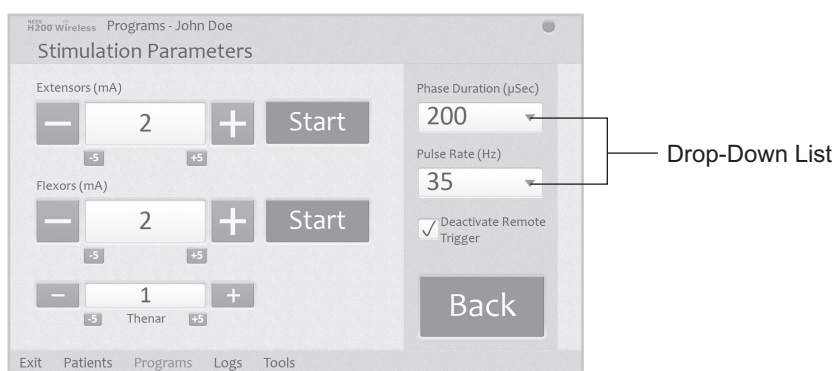 NESS
H200 Wireless Programs - John Doe
Stimulation Parameters
Extensors (mA)
2
Start
-5 +5
Flexors (mA)
2
Start
-5 +5
1
-5 Thenar +5
Phase Duration (µSec)
200
Pulse Rate (Hz)
35
Deactivate Remote
Trigger
Back
Drop-Down List
Exit Patients Programs Logs Tools